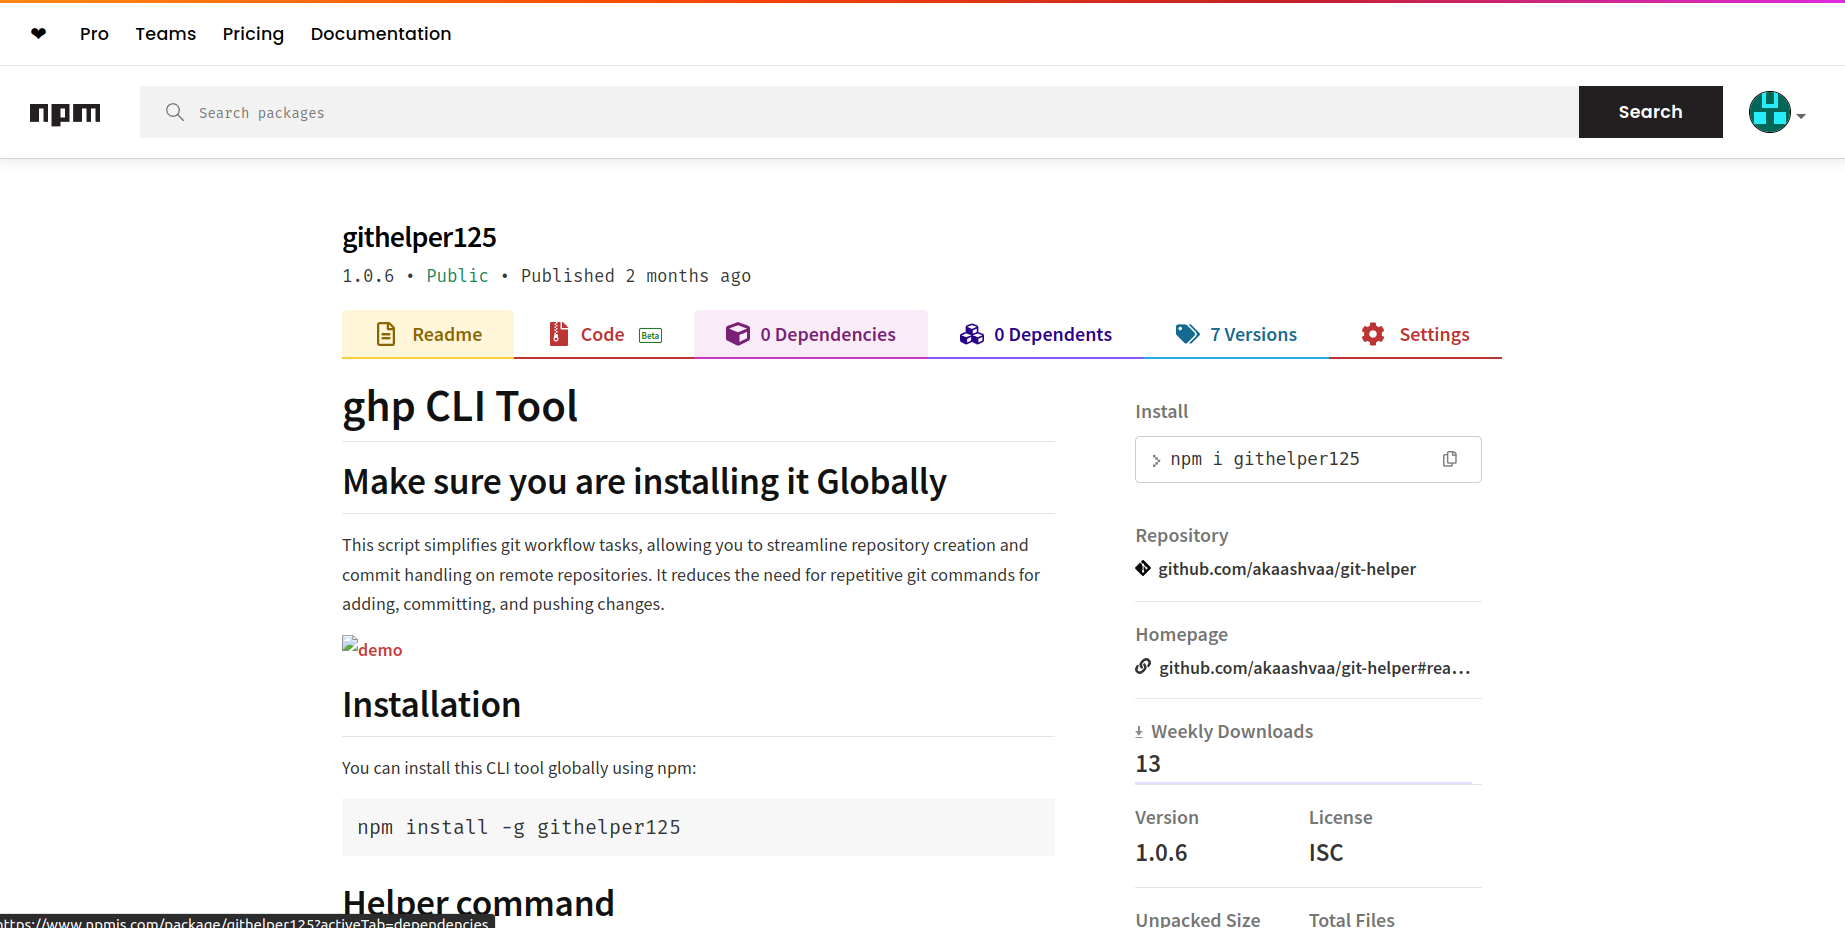 ❤ Pro Teams Pricing Documentation
npm Search packages Search
githelper125
1.0.6 • Public • Published 2 months ago
Readme Code Beta 0 Dependencies 0 Dependents 7 Versions Settings
ghp CLI Tool
Make sure you are installing it Globally
This script simplifies git workflow tasks, allowing you to streamline repository creation and
commit handling on remote repositories. It reduces the need for repetitive git commands for
adding, committing, and pushing changes.
demo
Installation
You can install this CLI tool globally using npm:
npm install -g githelper125
Helper command
Install
npm i githelper125
Repository
github.com/akaashvaa/git-helper
Homepage
github.com/akaashvaa/git-helper#rea...
Weekly Downloads
13
Version License
1.0.6 ISC
Unpacked Size Total Files
https://www.npmjs.com/package/githelper125?activeTab=dependencies